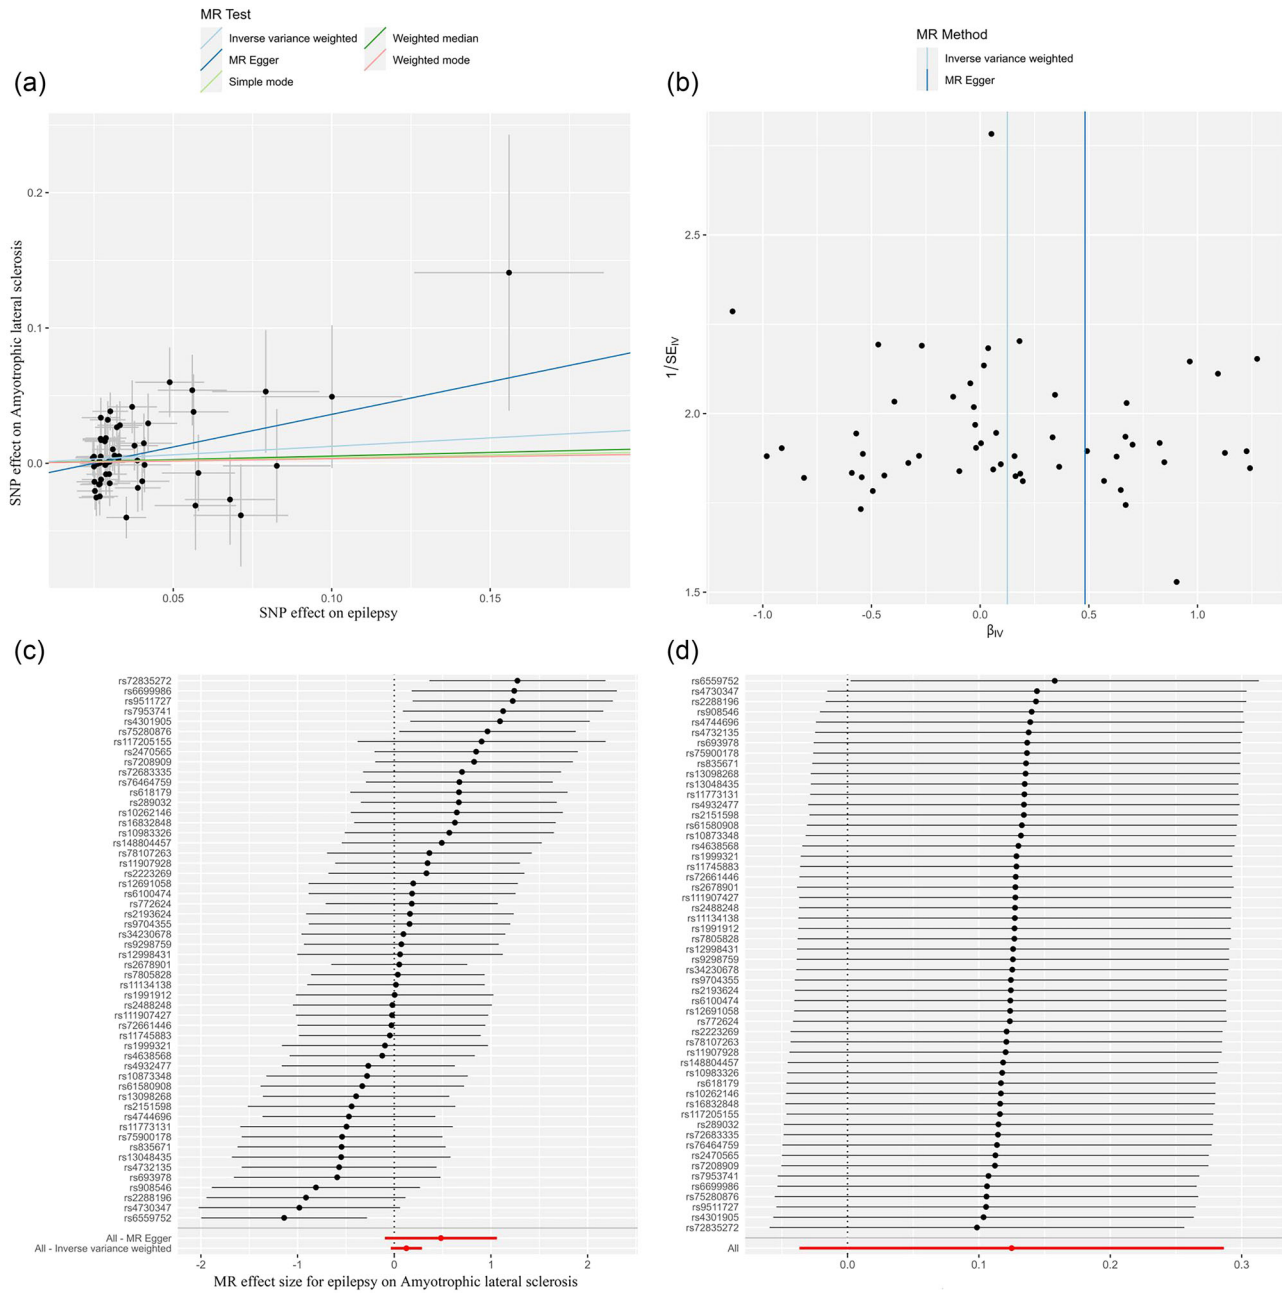 MR Test
Inverse variance weighted
Weighted median
MR Egger
Weighted mode
Simple mode
MR Method
Inverse variance weighted
MR Egger
(a)
(b)
SNP effect on Amyotrophic lateral sclerosis
0.2
0.1
0.0
0.05
0.10
0.15
SNP effect on epilepsy
1/SEIV
2.5
2.0
1.5
-1.0
-0.5
0.0
0.5
1.0
βIV
(c)
rs72835272
rs6699986
rs9511727
rs7953741
rs4301905
rs75280876
rs117205155
rs2470565
rs7208909
rs72683335
rs76464759
rs618179
rs289032
rs10262146
rs16832848
rs10983326
rs148804457
rs78107263
rs11907928
rs2223269
rs12691058
rs6100474
rs772624
rs2193624
rs9704355
rs34230678
rs9298759
rs12998431
rs2678901
rs7805828
rs11134138
rs1991912
rs2488248
rs111907427
rs72661446
rs11745883
rs1999321
rs4638568
rs4932477
rs10873348
rs61580908
rs13098268
rs2151598
rs4744696
rs11773131
rs75900178
rs835671
rs13048435
rs4732135
rs693978
rs908546
rs2288196
rs4730347
rs6559752
All - MR Egger
All - Inverse variance weighted
-2
-1
0
1
2
MR effect size for epilepsy on Amyotrophic lateral sclerosis
(d)
rs6559752
rs4730347
rs2288196
rs908546
rs4744696
rs4732135
rs693978
rs75900178
rs835671
rs13098268
rs13048435
rs11773131
rs4932477
rs2151598
rs61580908
rs10873348
rs4638568
rs1999321
rs11745883
rs72661446
rs2678901
rs111907427
rs2488248
rs11134138
rs1991912
rs7805828
rs12998431
rs9298759
rs34230678
rs9704355
rs2193624
rs6100474
rs12691058
rs772624
rs2223269
rs78107263
rs11907928
rs148804457
rs10983326
rs618179
rs10262146
rs16832848
rs117205155
rs289032
rs72683335
rs76464759
rs2470565
rs7208909
rs7953741
rs6699986
rs75280876
rs9511727
rs4301905
rs72835272
All
0.0
0.1
0.2
0.3